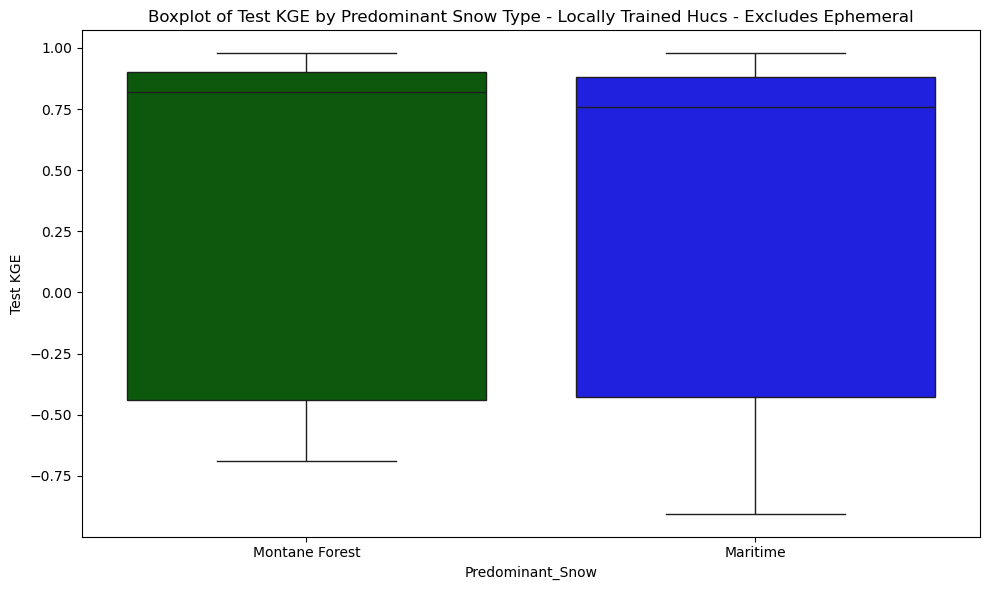 Boxplot of Test KGE by Predominant Snow Type - Locally Trained Hucs - Excludes Ephemeral
1.00
0.75
0.50
0.25
0.00
−0.25
−0.50
−0.75
Test KGE
Montane Forest
Maritime
Predominant_Snow